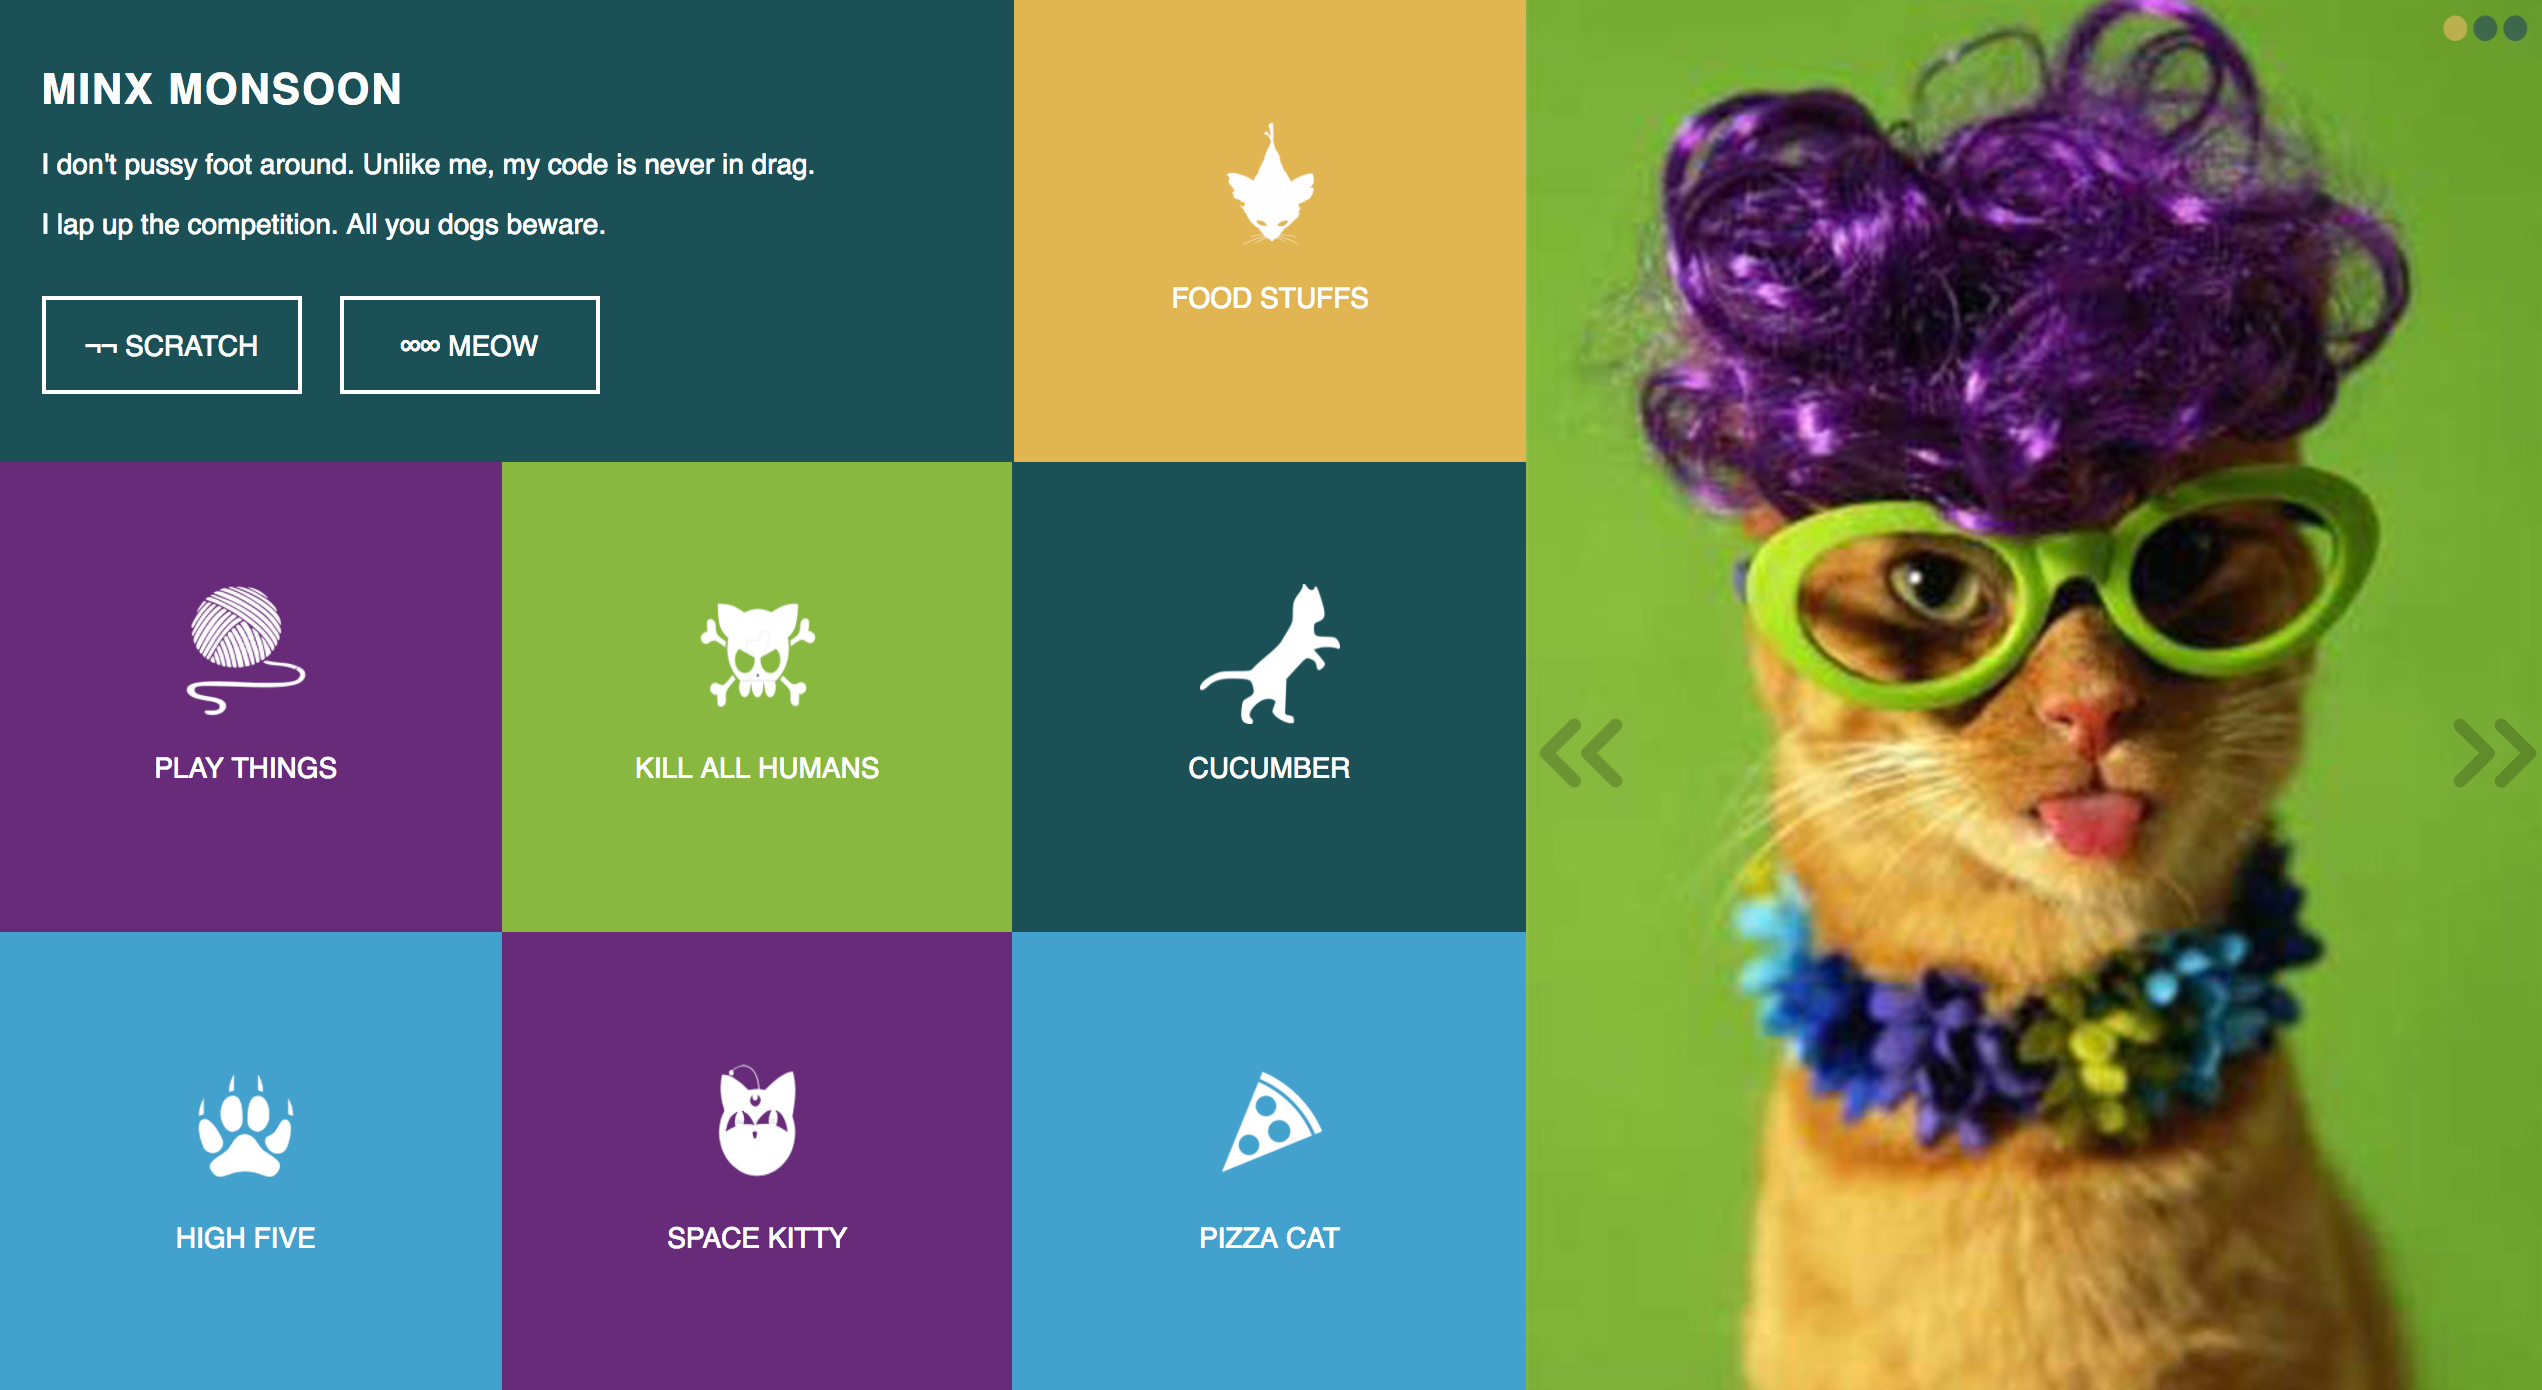 MINX MONSOON
I don't pussy foot around. Unlike me, my code is never in drag.
I lap up the competition. All you dogs beware.
¬¬ SCRATCH
∞∞ MEOW
FOOD STUFFS
PLAY THINGS
KILL ALL HUMANS
CUCUMBER
HIGH FIVE
SPACE KITTY
PIZZA CAT